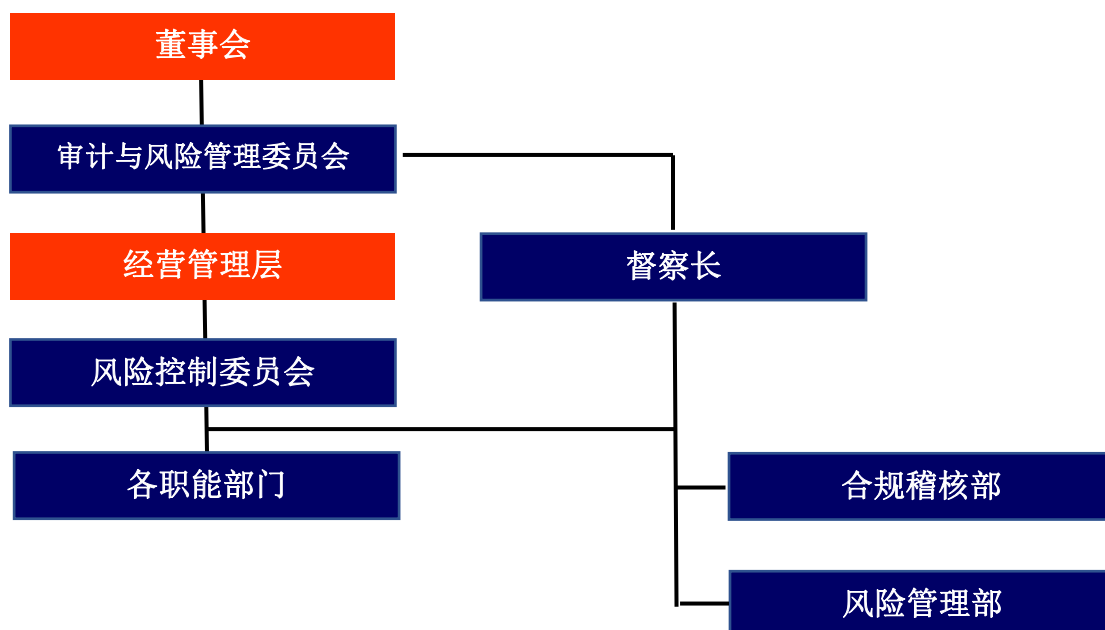 董事会
审计与风险管理委员会
经营管理层
督察长
风险控制委员会
各职能部门
合规稽核部
风险管理部